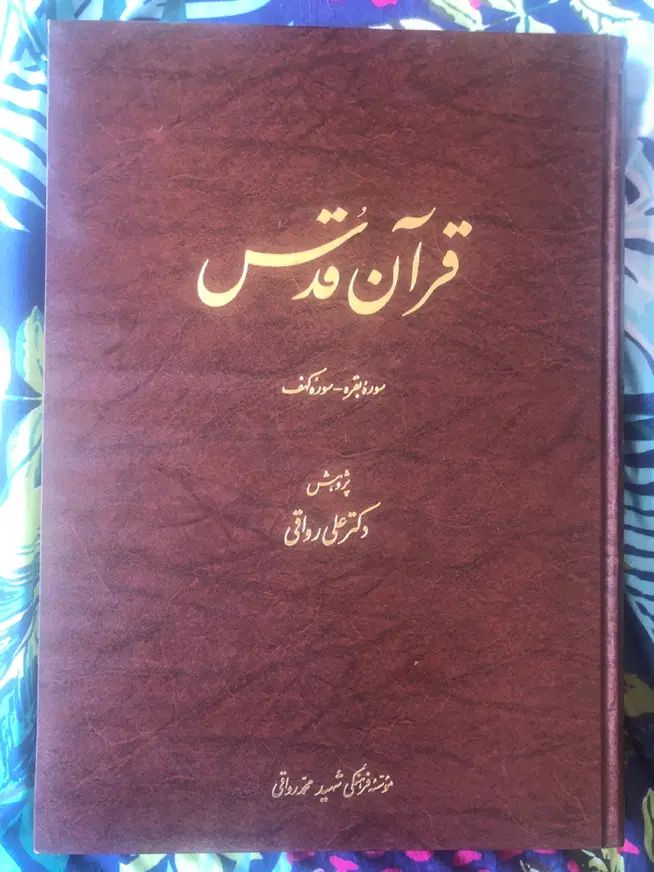 قرآن قُدس
سورهٔ بقره – سورهٔ کهف
پژوهش
دکتر علی رواقی
مؤسسهٔ فرهنگی شهید محمد رواقی